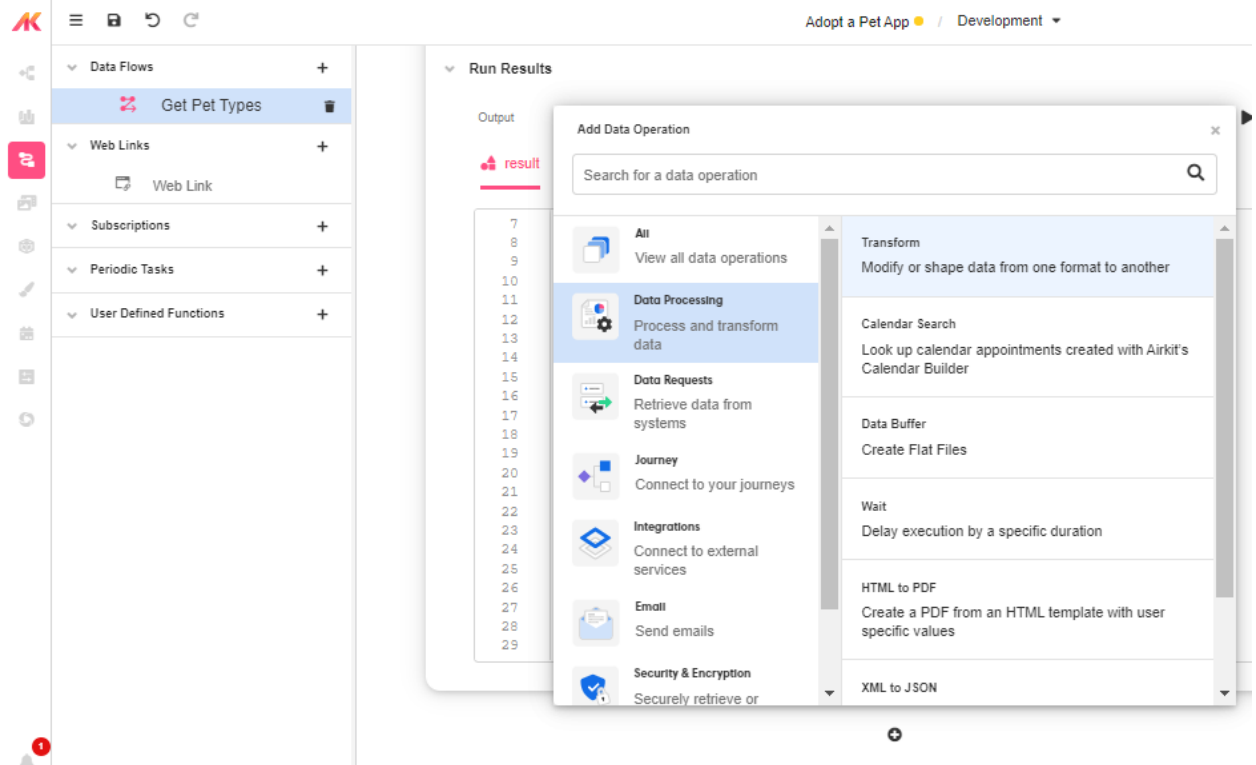 Adopt a Pet App / Development
Data Flows
Get Pet Types
Web Links
Web Link
Subscriptions
Periodic Tasks
User Defined Functions
1
Run Results
Output
result
7
8
9
10
11
12
13
14
15
16
17
18
19
20
21
22
23
24
25
26
27
28
29
Add Data Operation
×
Search for a data operation
All
View all data operations
Data Processing
Process and transform
data
Data Requests
Retrieve data from
systems
Journey
Connect to your journeys
Integrations
Connect to external
services
Email
Send emails
Security & Encryption
Securely retrieve or
Transform
Modify or shape data from one format to another
Calendar Search
Look up calendar appointments created with Airkit's
Calendar Builder
Data Buffer
Create Flat Files
Wait
Delay execution by a specific duration
HTML to PDF
Create a PDF from an HTML template with user
specific values
XML to JSON